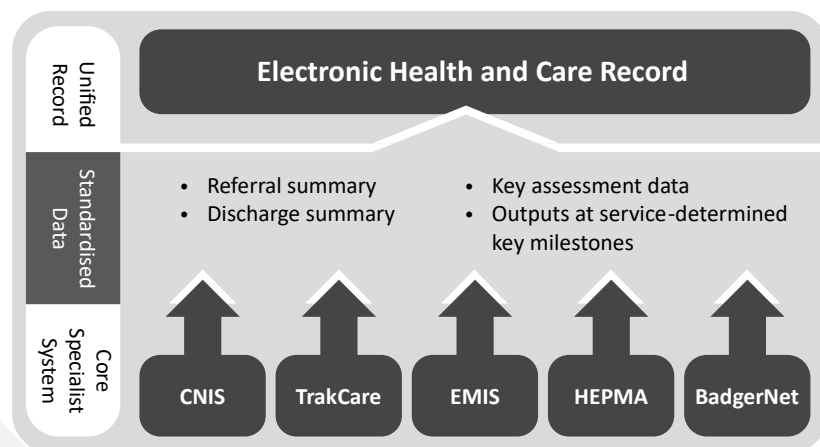 Unified
Record
Electronic Health and Care Record
Standardised
Data
• Referral summary
• Discharge summary
• Key assessment data
• Outputs at service-determined
key milestones
Core
Specialist
System
CNIS
TrakCare
EMIS
HEPMA
BadgerNet